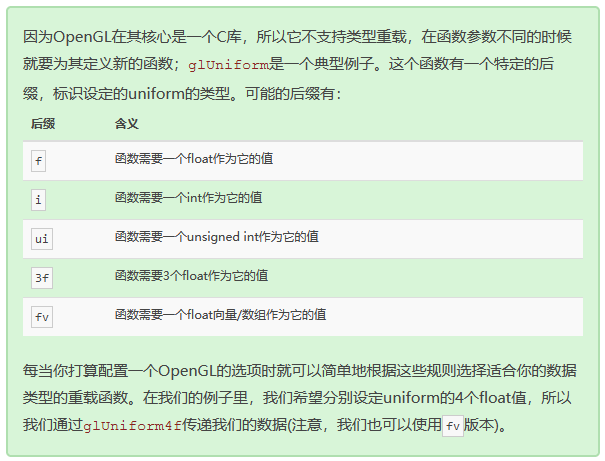 因为OpenGL在其核心是一个C库，所以它不支持类型重载，在函数参数不同的时候
就要为其定义新的函数；glUniform是一个典型例子。这个函数有一个特定的后
缀，标识设定的uniform的类型。可能的后缀有：
后缀 含义
f 函数需要一个float作为它的值
i 函数需要一个int作为它的值
ui 函数需要一个unsigned int作为它的值
3f 函数需要3个float作为它的值
fv 函数需要一个float向量/数组作为它的值
每当你打算配置一个OpenGL的选项时就可以简单地根据这些规则选择适合你的数据
类型的重载函数。在我们的例子里，我们希望分别设定uniform的4个float值，所以
我们通过glUniform4f传递我们的数据(注意，我们也可以使用fv版本)。